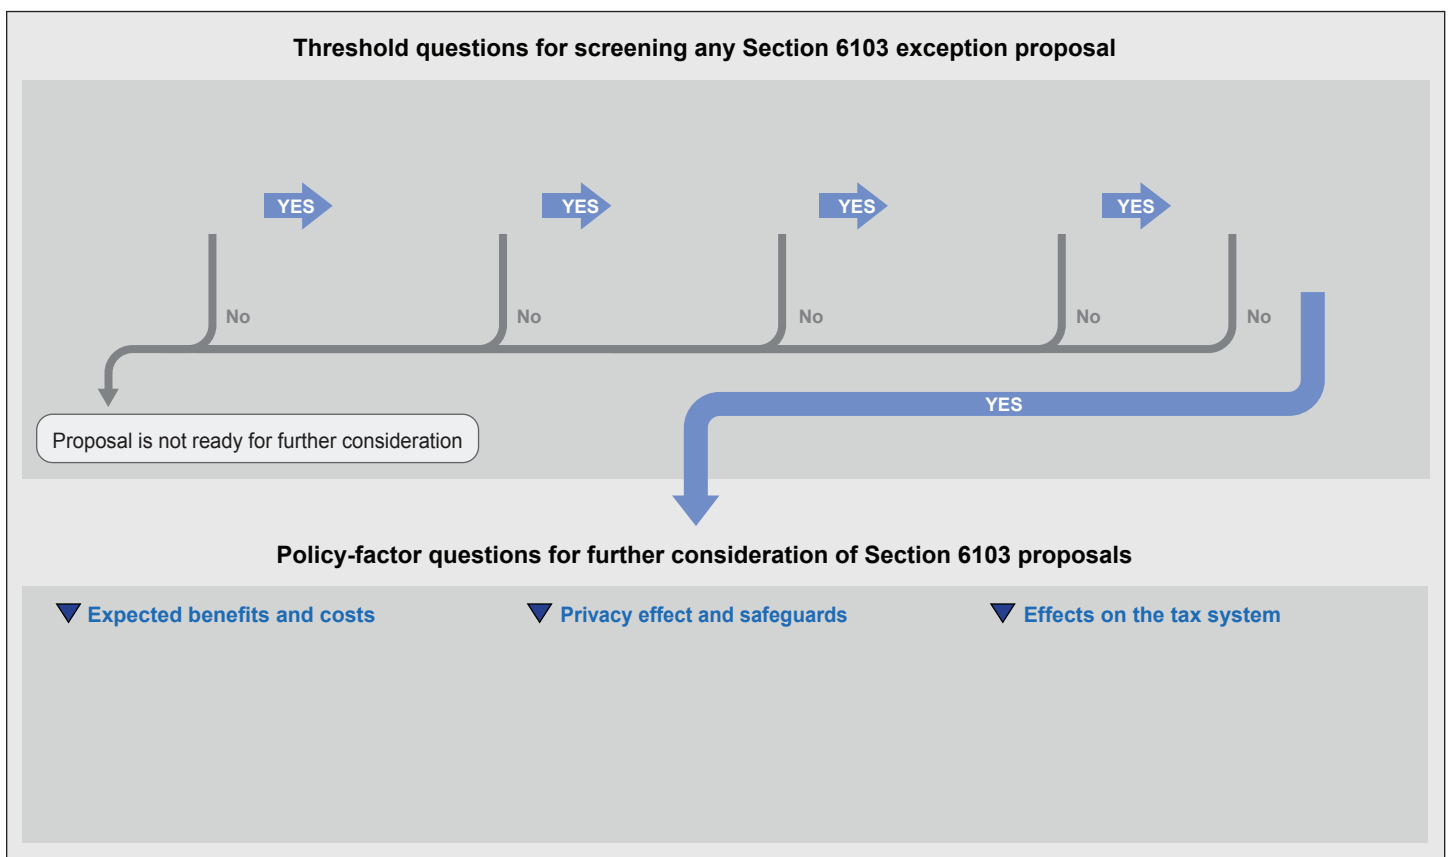 Threshold questions for screening any Section 6103 exception proposal
YES
YES
YES
YES
No
No
No
No
No
YES
Proposal is not ready for further consideration
Policy-factor questions for further consideration of Section 6103 proposals
Expected benefits and costs
Privacy effect and safeguards
Effects on the tax system